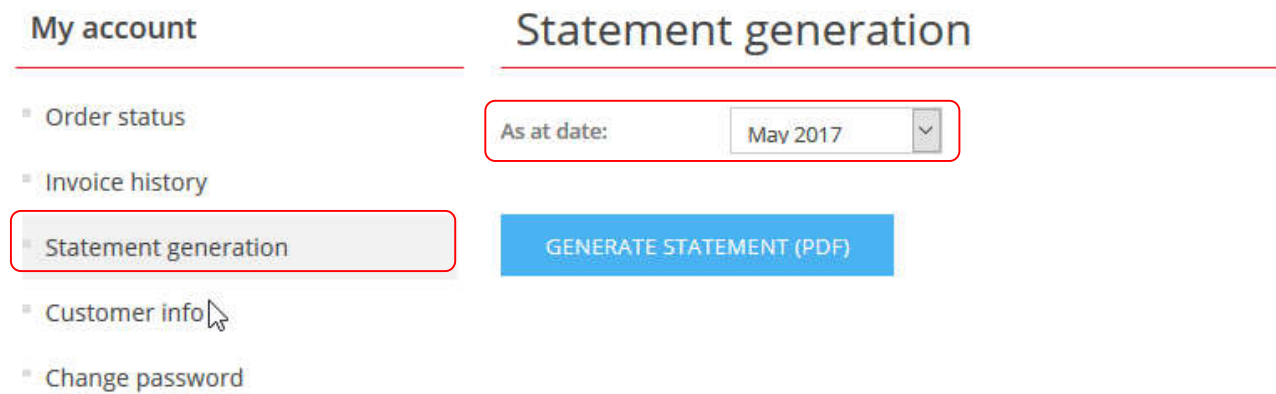 My account
Order status
Invoice history
Statement generation
Customer info
Change password
Statement generation
As at date: May 2017
GENERATE STATEMENT (PDF)